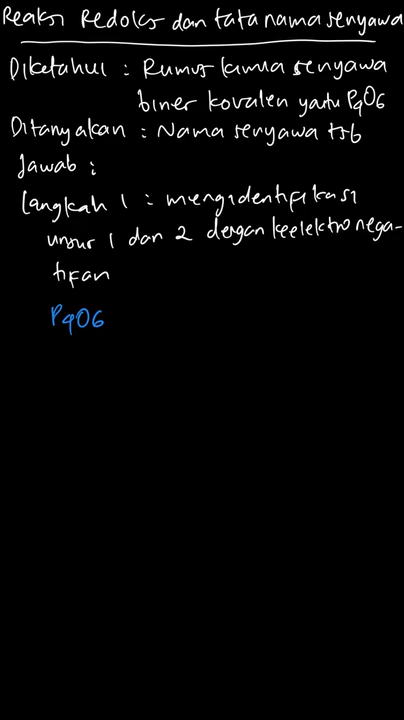 Reaksi Redoks dan tata nama senyawa
Diketahui : Rumus kimia senyawa
biner kovalen yaitu P4O6
Ditanyakan : Nama senyawa tsb
Jawab :
Langkah 1 : mengidentifikasi
unsur 1 dan 2 dengan keelektronega-
tifan
P4O6